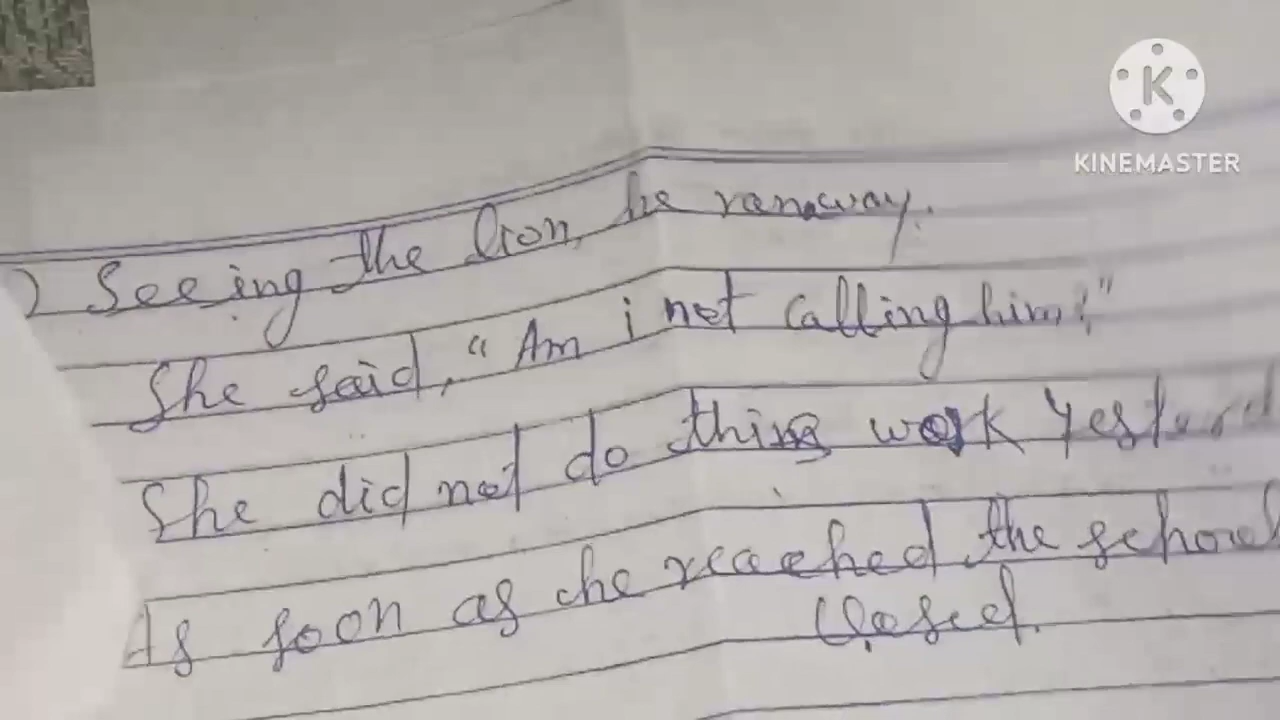 K
KINEMASTER
) Seeing the lion, he ranaway.
She said, "Am i not calling him?"
She did not do this work
As soon as she reached the school
closed.